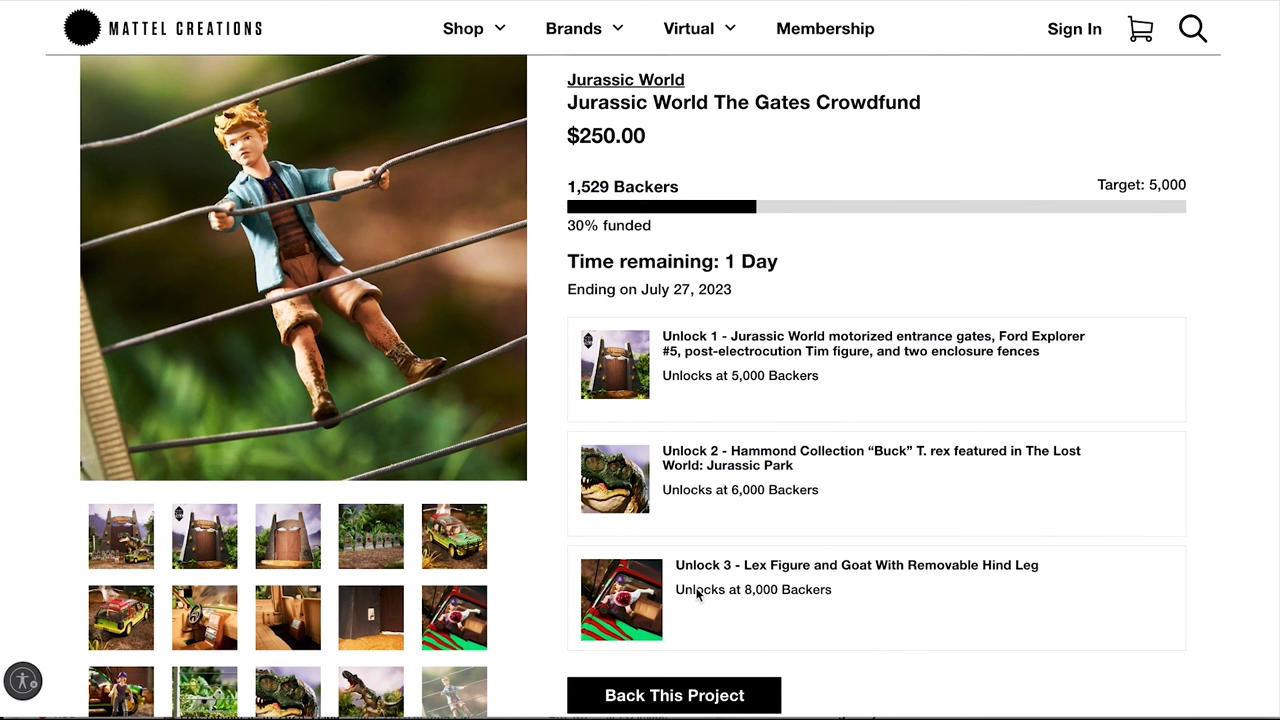 MATTEL CREATIONS
Shop
Brands
Virtual
Membership
Sign In
Jurassic World
Jurassic World The Gates Crowdfund
$250.00
1,529 Backers
Target: 5,000
30% funded
Time remaining: 1 Day
Ending on July 27, 2023
Unlock 1 - Jurassic World motorized entrance gates, Ford Explorer
#5, post-electrocution Tim figure, and two enclosure fences
Unlocks at 5,000 Backers
Unlock 2 - Hammond Collection “Buck” T. rex featured in The Lost
World: Jurassic Park
Unlocks at 6,000 Backers
Unlock 3 - Lex Figure and Goat With Removable Hind Leg
Unlocks at 8,000 Backers
Back This Project